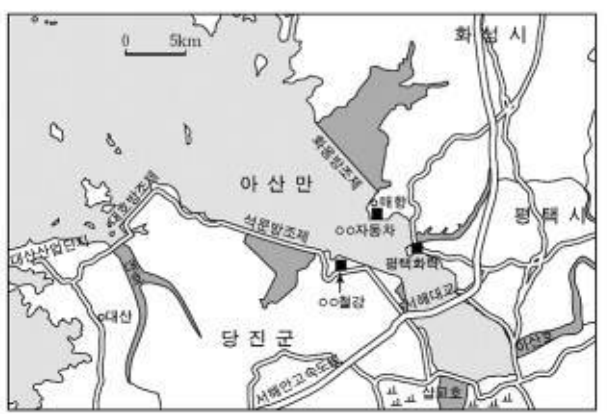 0 5km
화성시
아산만
화옹방조제
대호방조제
석문방조제
매향
○○자동차
평택시
평택화력
대산산업단지
○○철강
서해대교
대산
당진군
아산호
서해안고속도로
삽교호